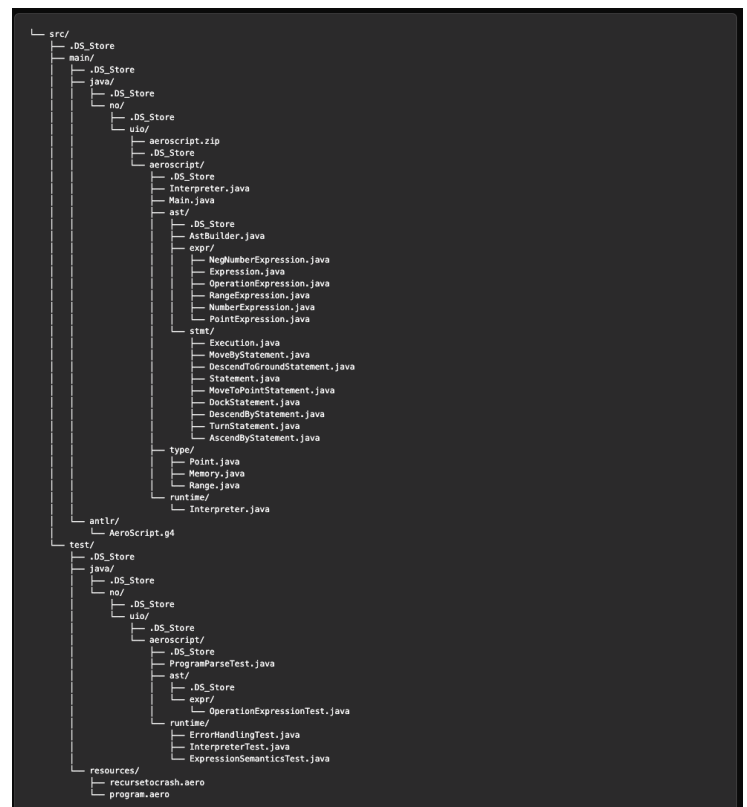 └── src/
    ├── .DS_Store
    ├── main/
    │   ├── .DS_Store
    │   ├── java/
    │   │   ├── .DS_Store
    │   │   └── no/
    │   │       ├── .DS_Store
    │   │       └── uio/
    │   │           ├── aeroscript.zip
    │   │           ├── .DS_Store
    │   │           └── aeroscript/
    │   │               ├── .DS_Store
    │   │               ├── Interpreter.java
    │   │               ├── Main.java
    │   │               ├── ast/
    │   │               │   ├── .DS_Store
    │   │               │   ├── AstBuilder.java
    │   │               │   ├── expr/
    │   │               │   │   ├── NegNumberExpression.java
    │   │               │   │   ├── Expression.java
    │   │               │   │   ├── OperationExpression.java
    │   │               │   │   ├── RangeExpression.java
    │   │               │   │   ├── NumberExpression.java
    │   │               │   │   └── PointExpression.java
    │   │               │   └── stmt/
    │   │               │       ├── Execution.java
    │   │               │       ├── MoveByStatement.java
    │   │               │       ├── DescendToGroundStatement.java
    │   │               │       ├── Statement.java
    │   │               │       ├── MoveToPointStatement.java
    │   │               │       ├── DockStatement.java
    │   │               │       ├── DescendByStatement.java
    │   │               │       ├── TurnStatement.java
    │   │               │       └── AscendByStatement.java
    │   │               ├── type/
    │   │               │   ├── Point.java
    │   │               │   ├── Memory.java
    │   │               │   └── Range.java
    │   │               └── runtime/
    │   │                   └── Interpreter.java
    │   └── antlr/
    │       └── AeroScript.g4
    └── test/
        ├── .DS_Store
        ├── java/
        │   ├── .DS_Store
        │   └── no/
        │       ├── .DS_Store
        │       └── uio/
        │           ├── .DS_Store
        │           └── aeroscript/
        │               ├── .DS_Store
        │               ├── ProgramParseTest.java
        │               ├── ast/
        │               │   ├── .DS_Store
        │               │   └── expr/
        │               │       └── OperationExpressionTest.java
        │               └── runtime/
        │                   ├── ErrorHandlingTest.java
        │                   ├── InterpreterTest.java
        │                   └── ExpressionSemanticsTest.java
        └── resources/
            ├── recursetocrash.aero
            └── program.aero